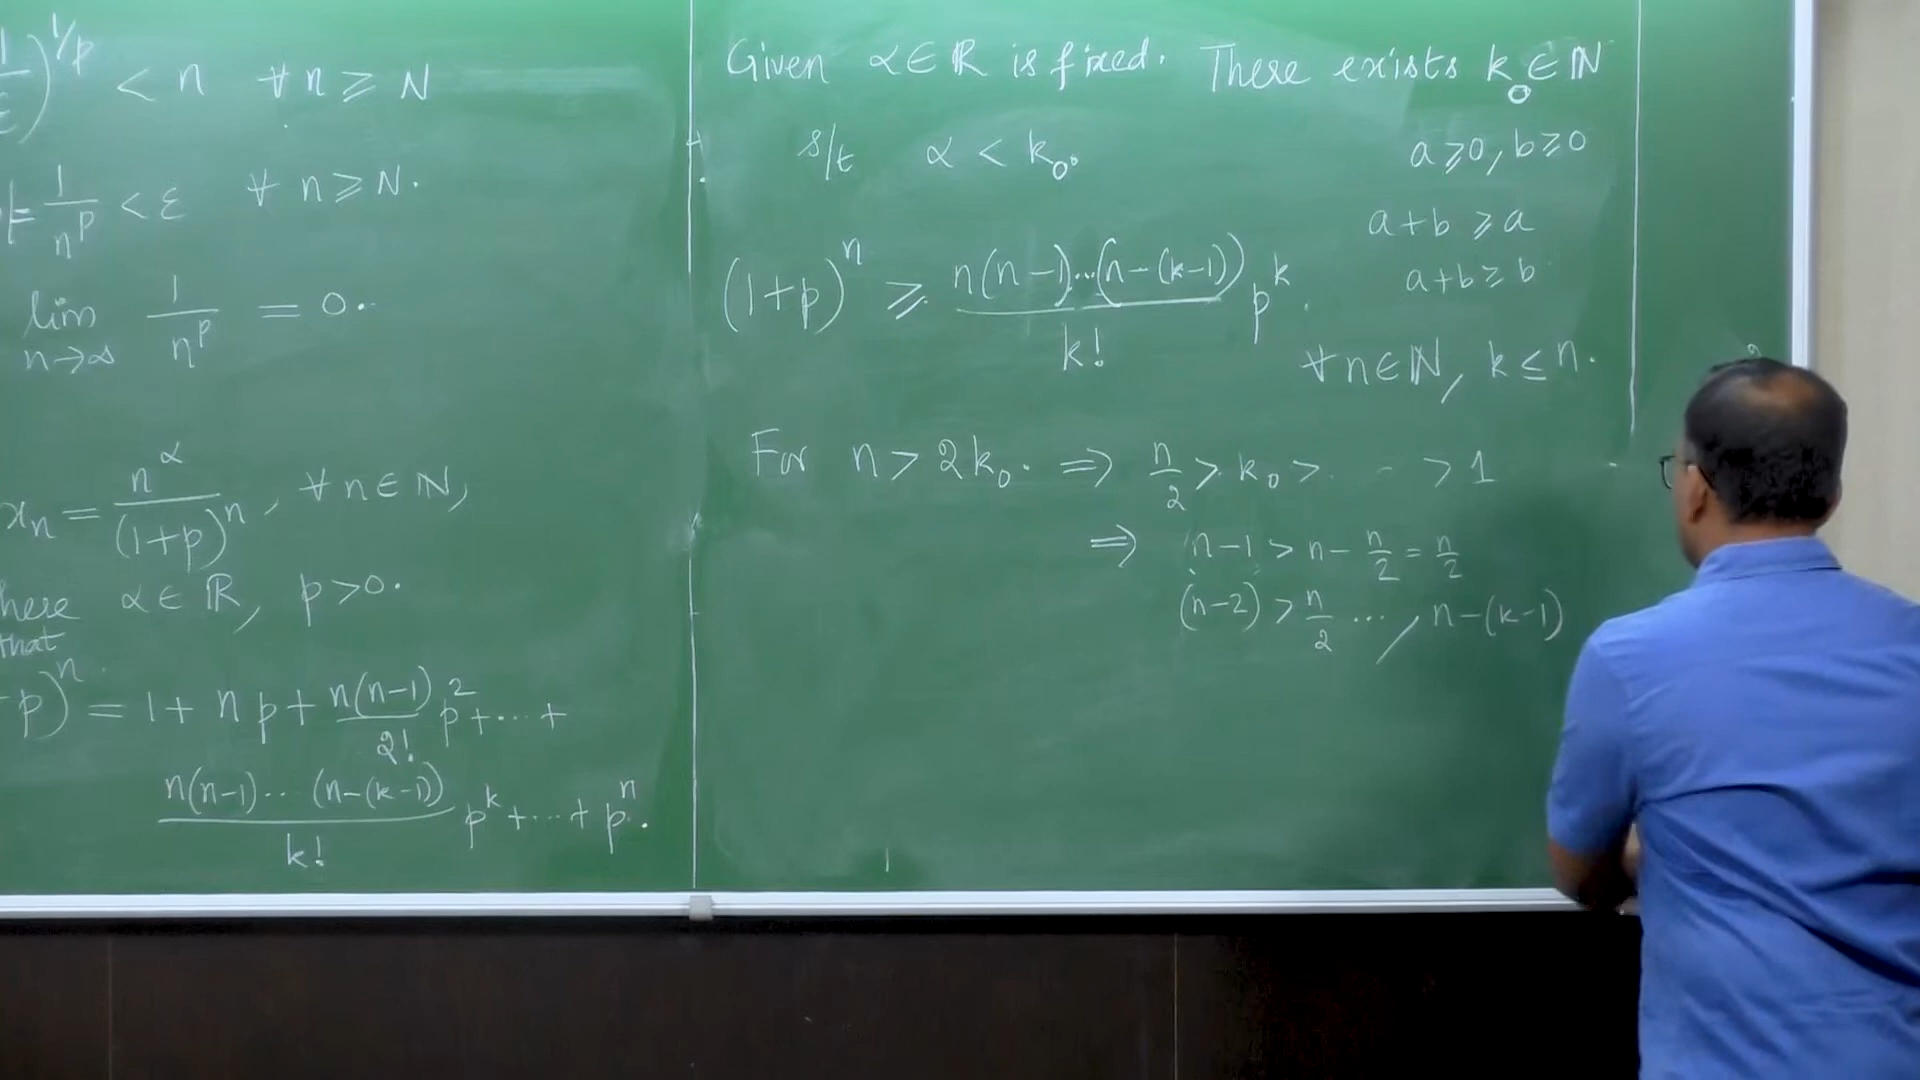 1/ε)^{1/p} < n ∀ n ≥ N
= 1/n^p < ε ∀ n ≥ N.
lim_{n→∞} 1/n^p = 0.
x_n = n^α/(1+p)^n, ∀ n ∈ ℕ,
here α ∈ ℝ, p > 0.
that
p)^n = 1 + np + n(n-1)/2! p^2 + ... +
n(n-1)...(n-(k-1))/k! p^k + ... + p^n.
Given α ∈ ℝ is fixed. There exists k_0 ∈ ℕ
s/t α < k_0.
a ≥ 0, b ≥ 0
a + b ≥ a
a + b ≥ b
(1+p)^n ≥ n(n-1)...(n-(k-1))/k! p^k.
∀ n ∈ ℕ, k ≤ n.
For n > 2k_0. ⇒ n/2 > k_0 > . - > 1
⇒ n-1 > n - n/2 = n/2
(n-2) > n/2 ..., n-(k-1)